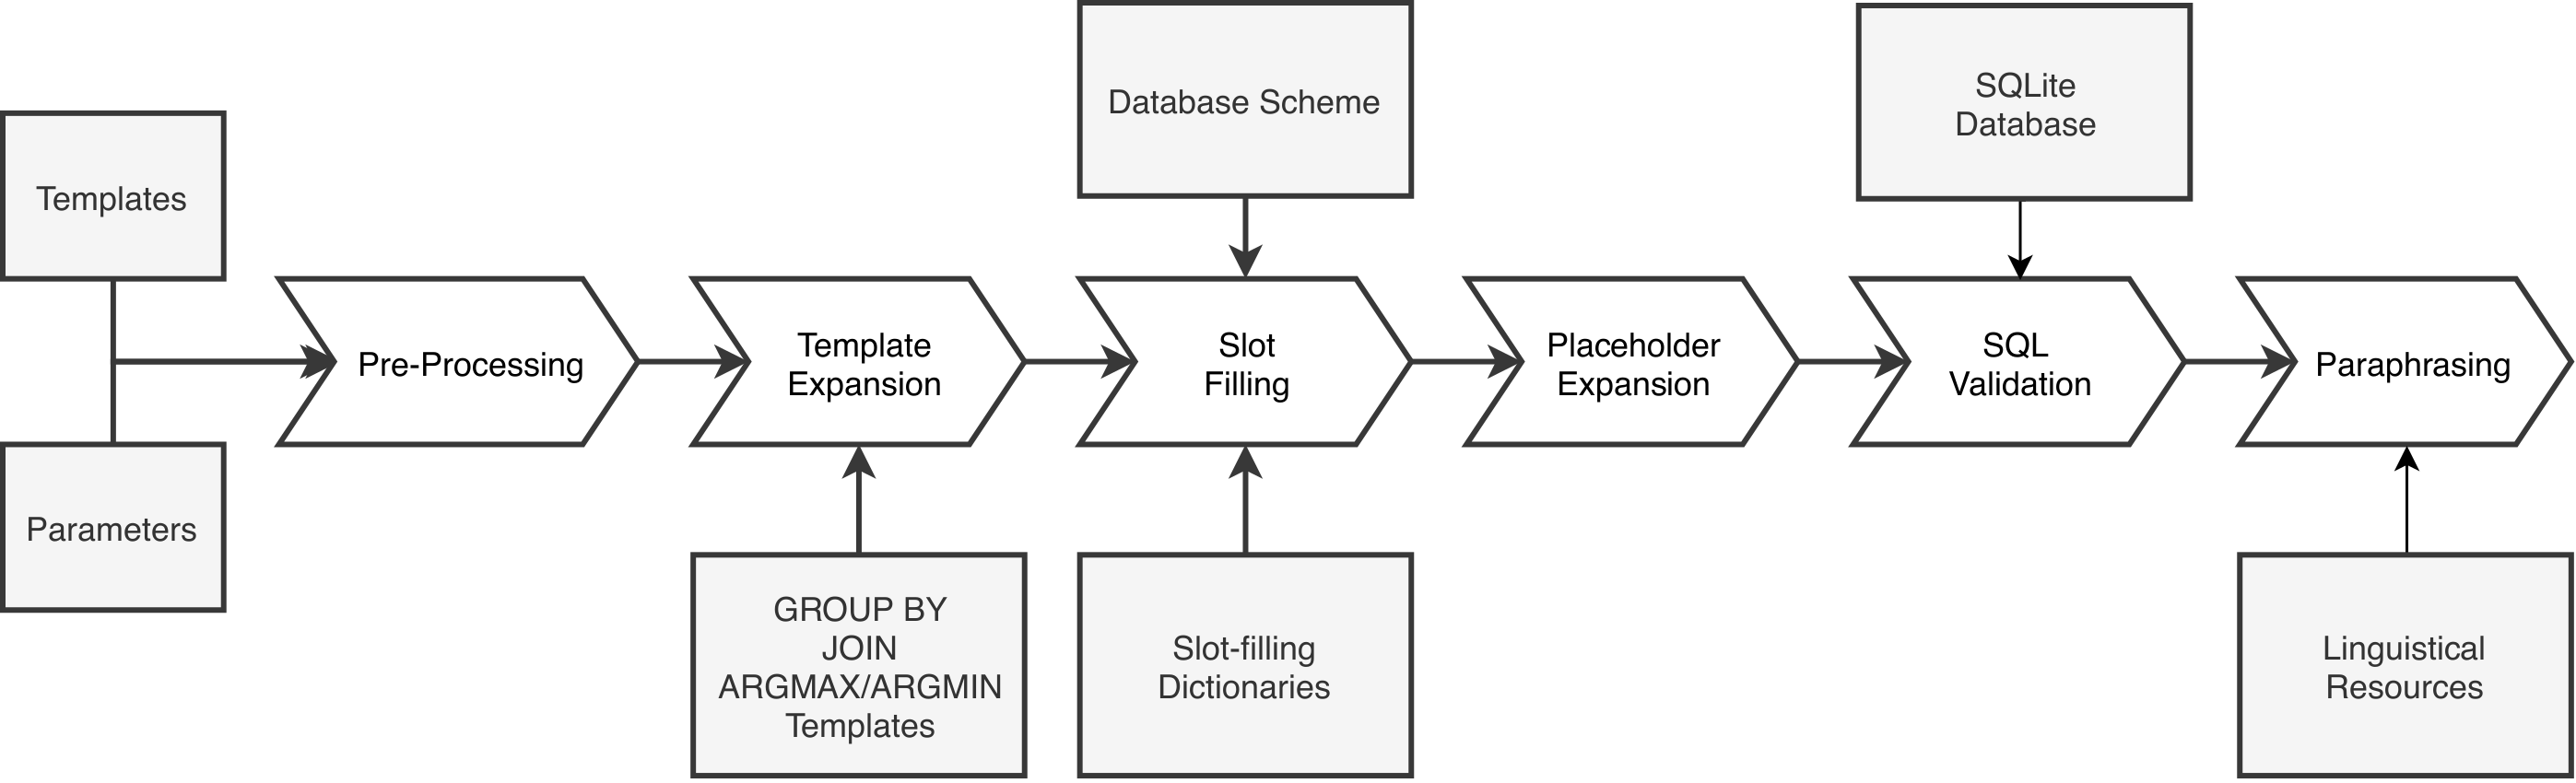 Database Scheme
SQLite
Database
Templates
Pre-Processing
Template
Expansion
Slot
Filling
Placeholder
Expansion
SQL
Validation
Paraphrasing
Parameters
GROUP BY
JOIN
ARGMAX/ARGMIN
Templates
Slot-filling
Dictionaries
Linguistical
Resources